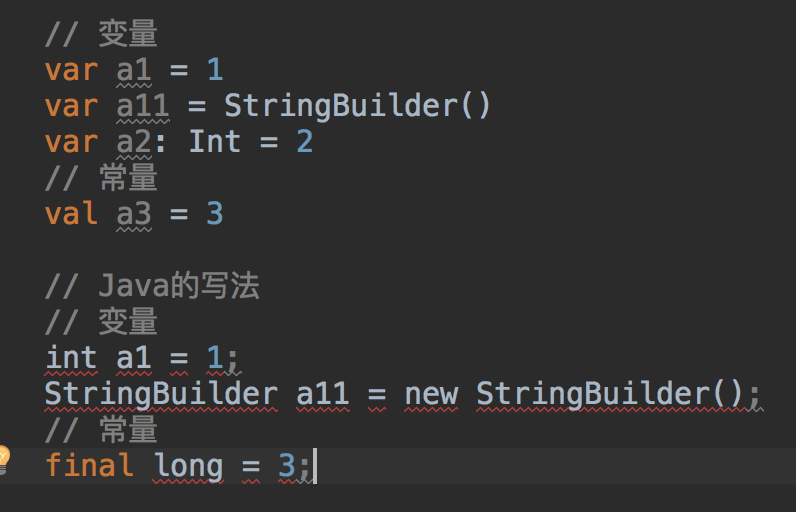 // 变量
var a1 = 1
var a11 = StringBuilder()
var a2: Int = 2
// 常量
val a3 = 3
// Java的写法
// 变量
int a1 = 1;
StringBuilder a11 = new StringBuilder();
// 常量
final long = 3;